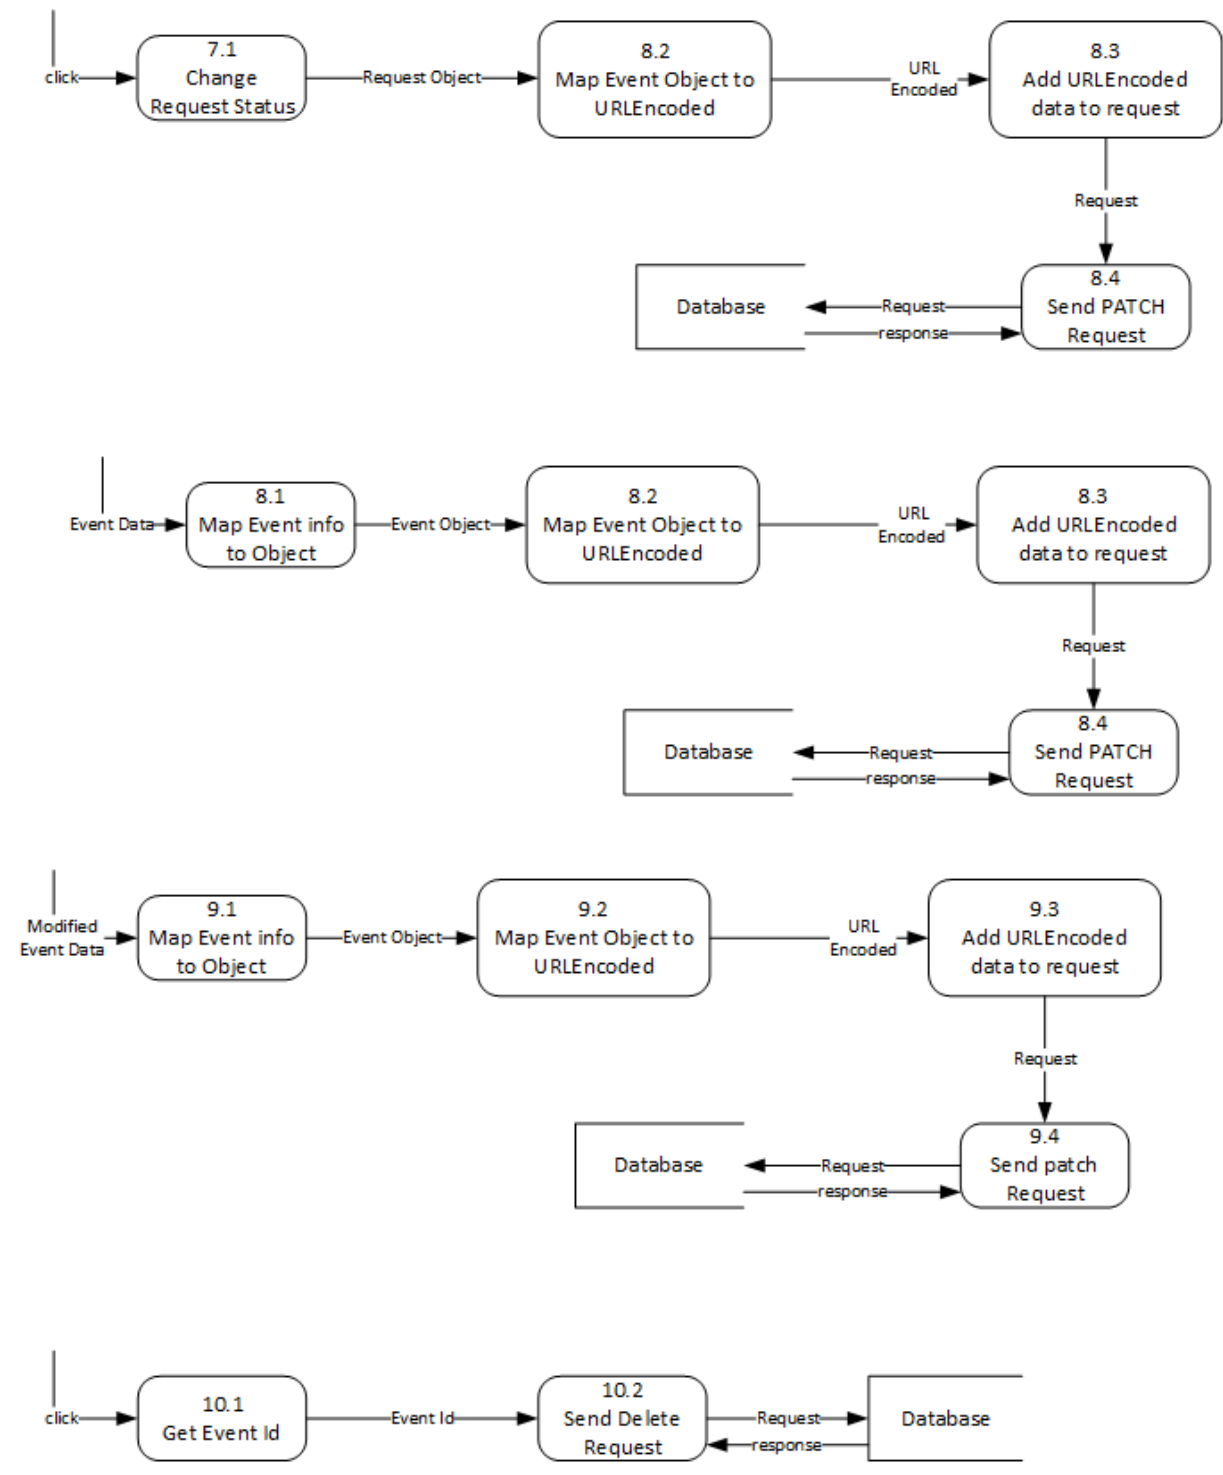 7.1
Change
Request Status
click
Request Object
8.2
Map Event Object to
URLEncoded
URL
Encoded
8.3
Add URLEncoded
data to request
Request
8.4
Send PATCH
Request
Request
response
Database
Event Data
8.1
Map Event info
to Object
Event Object
8.2
Map Event Object to
URLEncoded
URL
Encoded
8.3
Add URLEncoded
data to request
Request
8.4
Send PATCH
Request
Request
response
Database
Modified
Event Data
9.1
Map Event info
to Object
Event Object
9.2
Map Event Object to
URLEncoded
URL
Encoded
9.3
Add URLEncoded
data to request
Request
9.4
Send patch
Request
Request
response
Database
click
10.1
Get Event Id
Event Id
10.2
Send Delete
Request
Request
response
Database